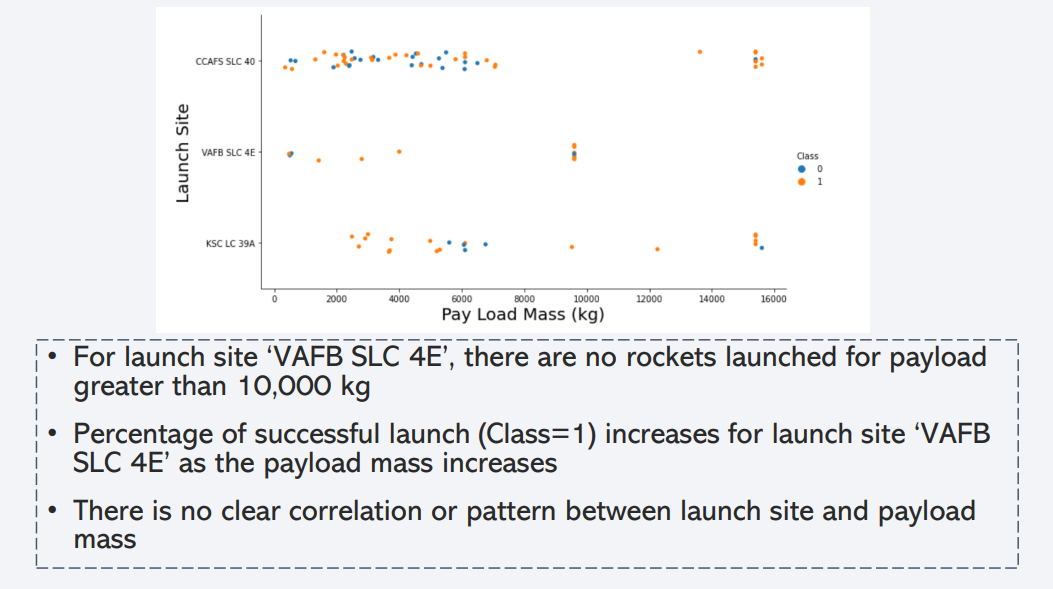 CCAFS SLC 40
VAFB SLC 4E
KSC LC 39A
Launch Site
0 2000 4000 6000 8000 10000 12000 14000 16000
Pay Load Mass (kg)
Class
0
1
• For launch site ‘VAFB SLC 4E’, there are no rockets launched for payload
greater than 10,000 kg
• Percentage of successful launch (Class=1) increases for launch site ‘VAFB
SLC 4E’ as the payload mass increases
• There is no clear correlation or pattern between launch site and payload
mass